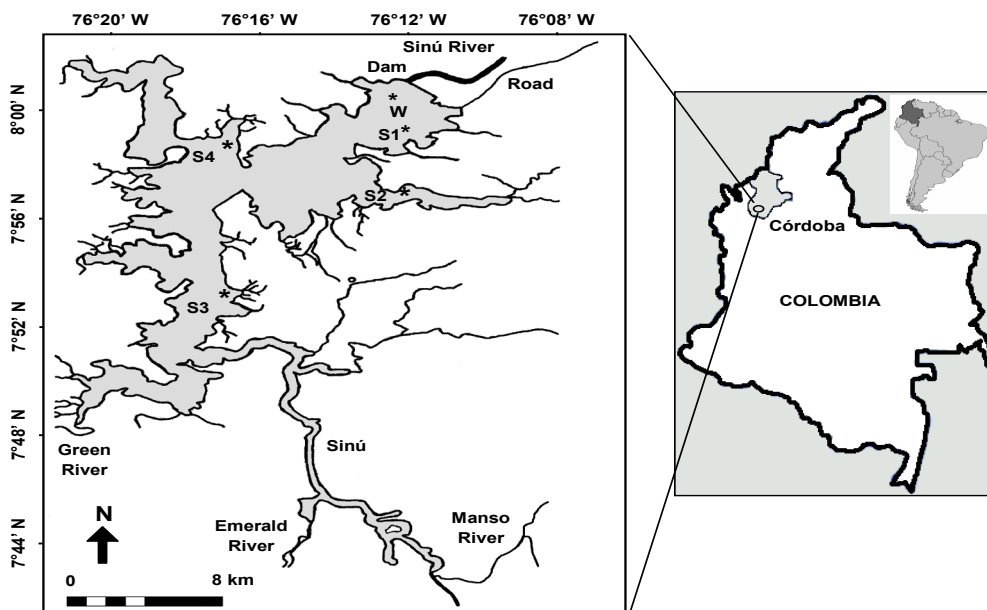 76°20' W 76°16' W 76°12' W 76°08' W
Sinú River
Dam
Road
8°00' N
W
S1
S4
S2
7°56' N
Córdoba
COLOMBIA
S3
7°52' N
7°48' N
Green
River
Sinú
N
Emerald
River
Manso
River
7°44' N
0 8 km